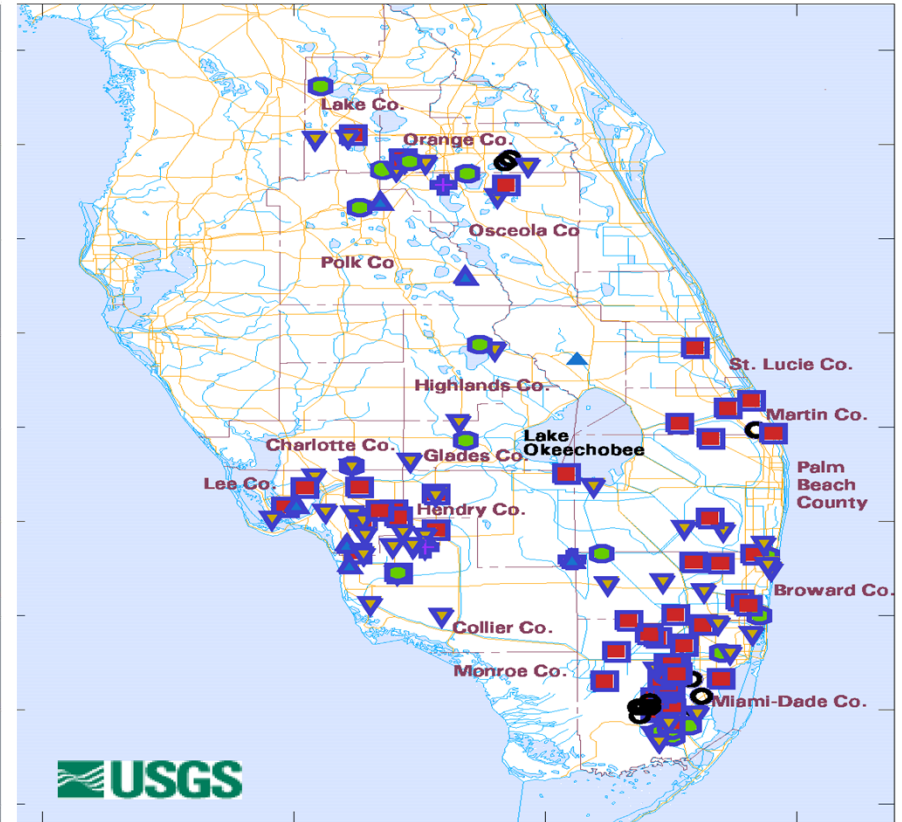 Lake Co.
Orange Co.
Osceola Co
Polk Co
St. Lucie Co.
Highlands Co.
Martin Co.
Lake
Okeechobee
Charlotte Co.
Glades Co.
Lee Co.
Palm
Beach
County
Hendry Co.
Broward Co.
Collier Co.
Monroe Co.
Miami-Dade Co.
USGS